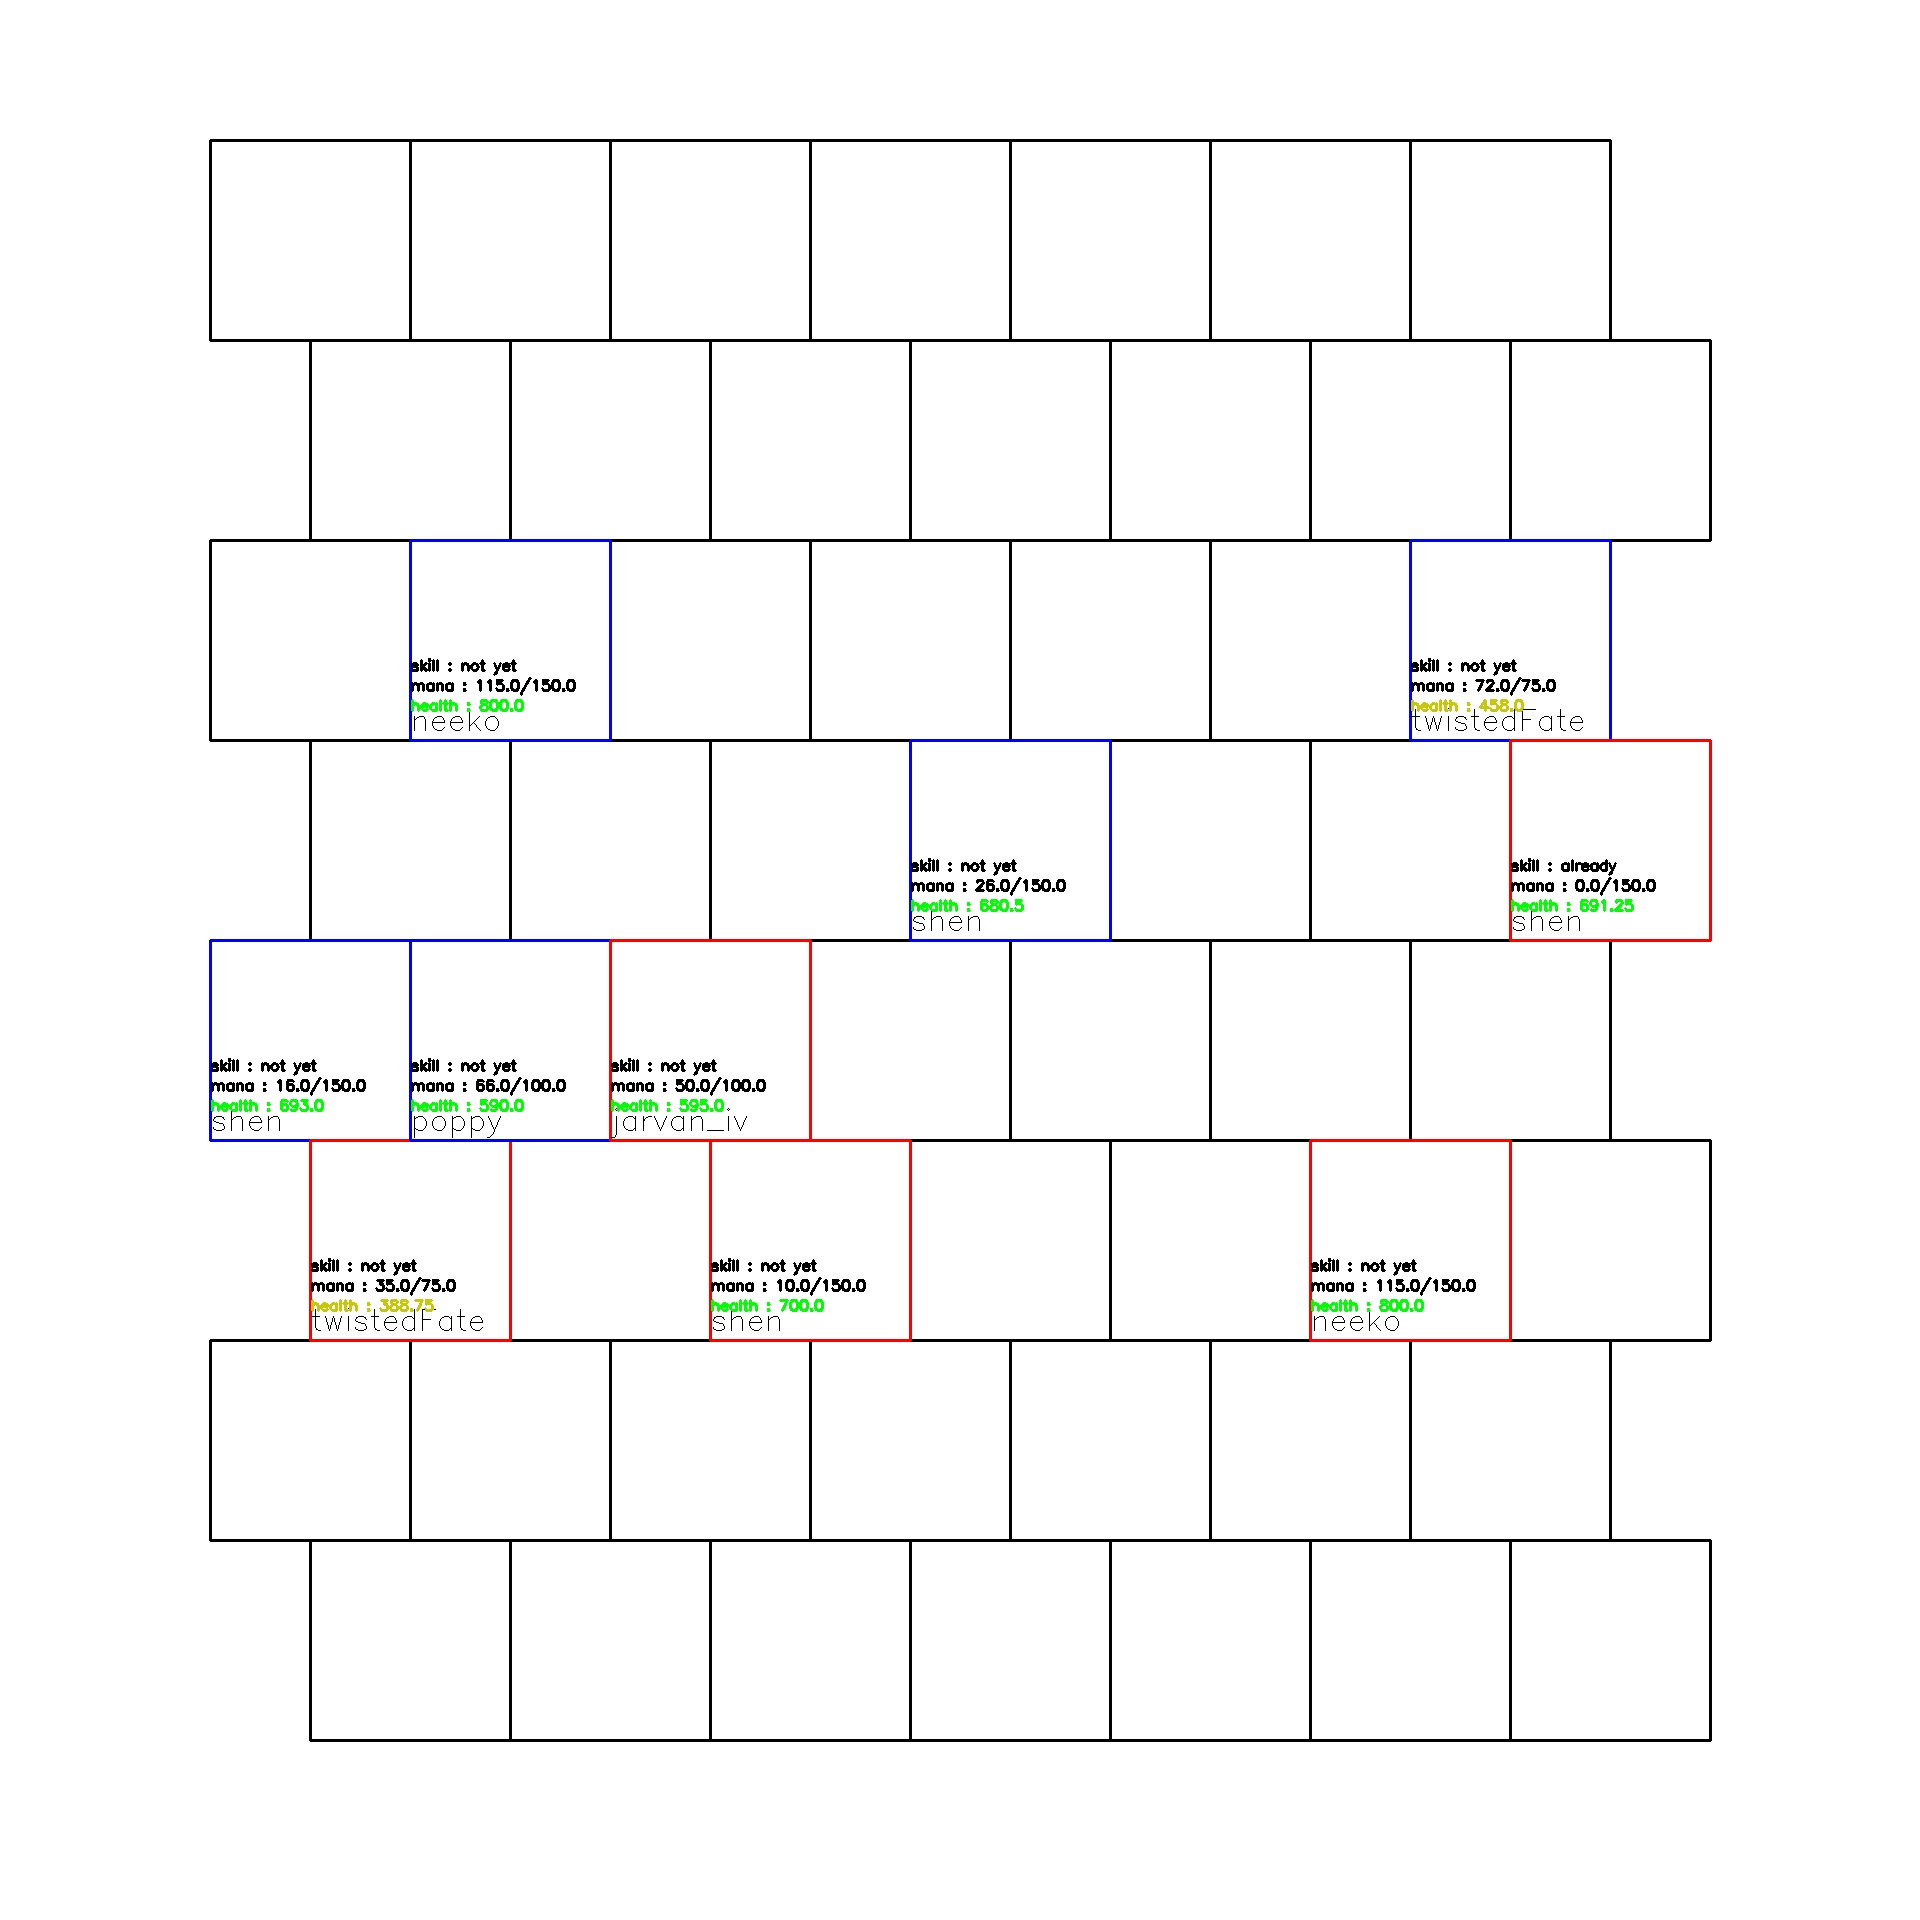 skill : not yet
mana : 115.0/150.0
health : 800.0
neeko
skill : not yet
mana : 72.0/75.0
health : 458.0
twistedFate
skill : not yet
mana : 26.0/150.0
health : 680.5
shen
skill : already
mana : 0.0/150.0
health : 691.25
shen
skill : not yet
mana : 16.0/150.0
health : 693.0
shen
skill : not yet
mana : 66.0/100.0
health : 590.0
poppy
skill : not yet
mana : 50.0/100.0
health : 595.0
jarvan_iv
skill : not yet
mana : 35.0/75.0
health : 388.75
twistedFate
skill : not yet
mana : 10.0/150.0
health : 700.0
shen
skill : not yet
mana : 115.0/150.0
health : 800.0
neeko